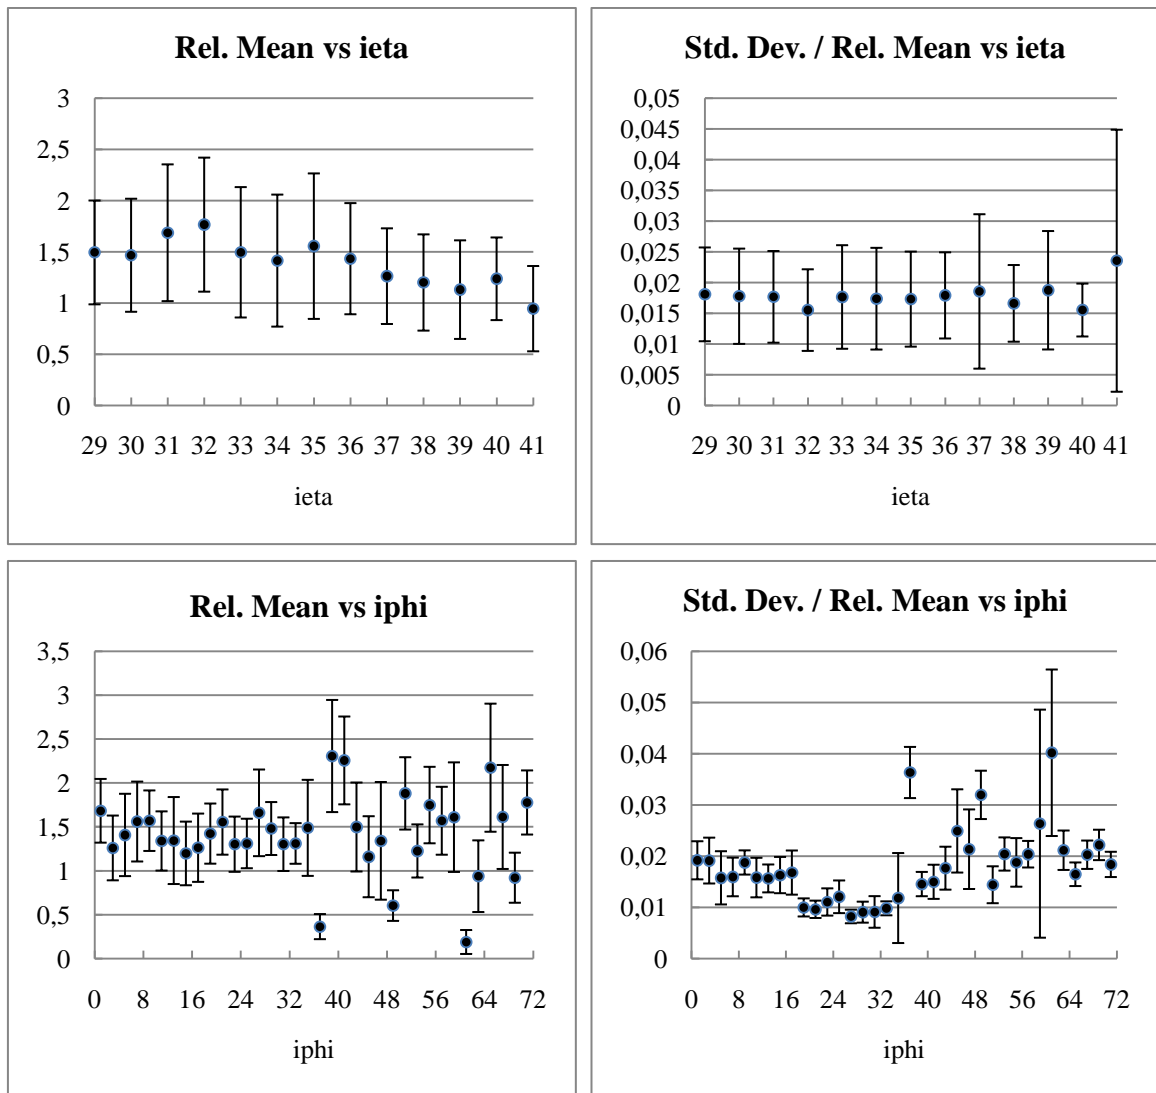 Rel. Mean vs ieta
3
2,5
2
1,5
1
0,5
0
29 30 31 32 33 34 35 36 37 38 39 40 41
ieta
Std. Dev. / Rel. Mean vs ieta
0,05
0,045
0,04
0,035
0,03
0,025
0,02
0,015
0,01
0,005
0
29 30 31 32 33 34 35 36 37 38 39 40 41
ieta
Rel. Mean vs iphi
3,5
3
2,5
2
1,5
1
0,5
0
0 8 16 24 32 40 48 56 64 72
iphi
Std. Dev. / Rel. Mean vs iphi
0,06
0,05
0,04
0,03
0,02
0,01
0
0 8 16 24 32 40 48 56 64 72
iphi